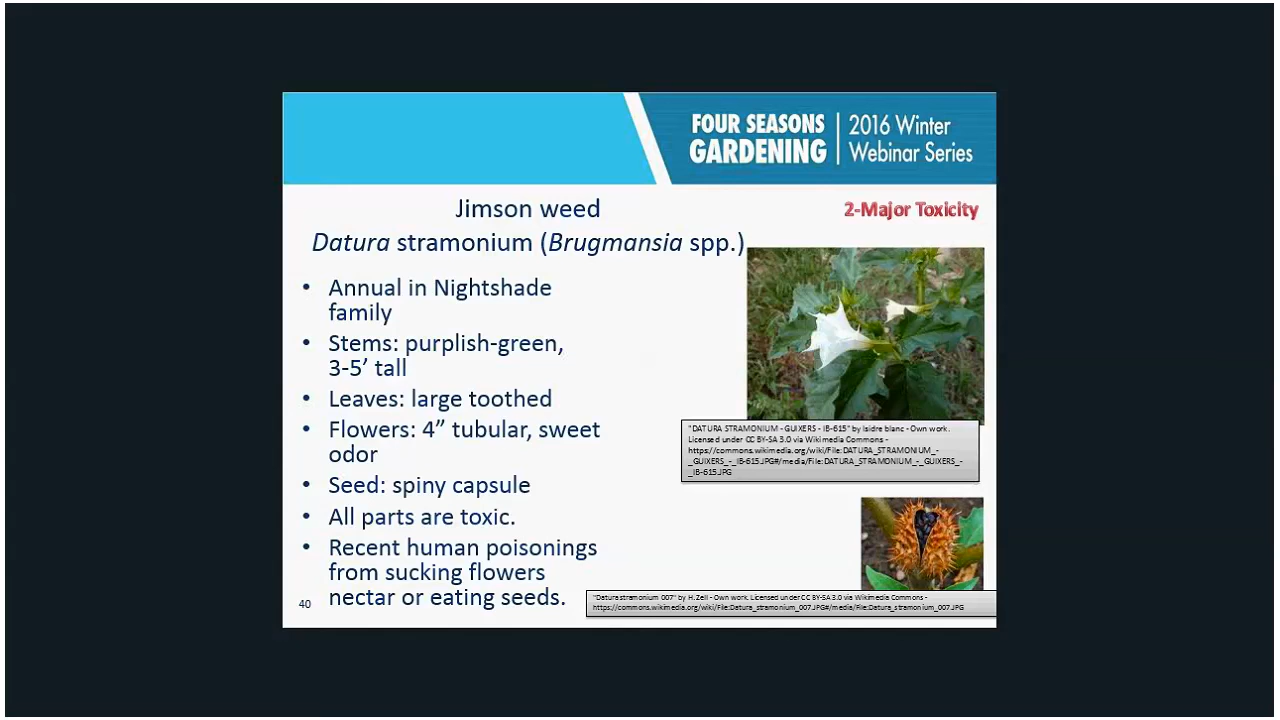 FOUR SEASONS
GARDENING
2016 Winter
Webinar Series
Jimson weed
2-Major Toxicity
Datura stramonium (Brugmansia spp.)
• Annual in Nightshade
family
• Stems: purplish-green,
3-5’ tall
• Leaves: large toothed
• Flowers: 4” tubular, sweet
odor
• Seed: spiny capsule
• All parts are toxic.
• Recent human poisonings
from sucking flowers
nectar or eating seeds.
"DATURA STRAMONIUM - GUIXERS - IB-615" by Isidre blanc - Own work.
Licensed under CC BY-SA 3.0 via Wikimedia Commons -
https://commons.wikimedia.org/wiki/File:DATURA_STRAMONIUM_-
_GUIXERS_-_IB-615.JPG#/media/File:DATURA_STRAMONIUM_-_GUIXERS_-
_IB-615.JPG
"Datura stramonium 007" by H. Zell - Own work. Licensed under CC BY-SA 3.0 via Wikimedia Commons -
https://commons.wikimedia.org/wiki/File:Datura_stramonium_007.JPG#/media/File:Datura_stramonium_007.JPG
40